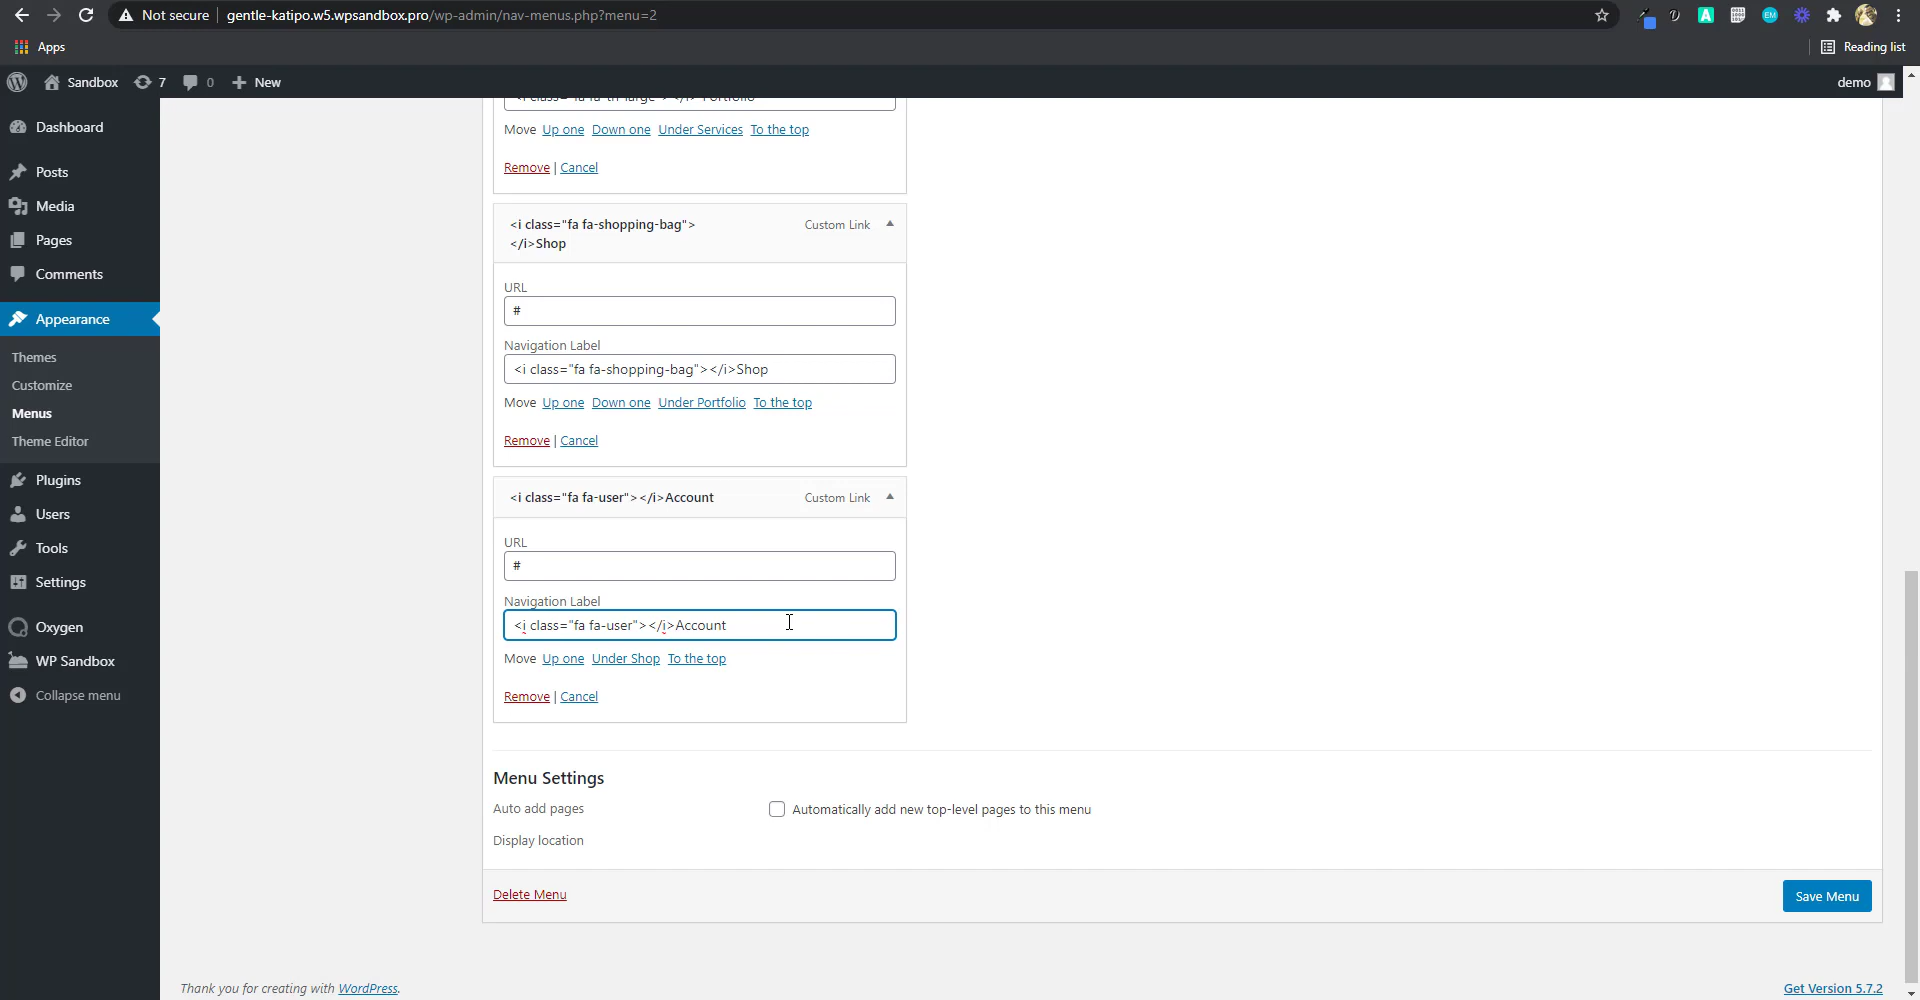 Not secure gentle-katipo.w5.wpsandbox.pro/wp-admin/nav-menus.php?menu=2
Apps
Reading list
Sandbox 7 0 New
demo
Dashboard
Posts
Media
Pages
Comments
Appearance
Themes
Customize
Menus
Theme Editor
Plugins
Users
Tools
Settings
Oxygen
WP Sandbox
Collapse menu
<i class="fa fa-th-large"></i> Portfolio
Move Up one Down one Under Services To the top
Remove | Cancel
<i class="fa fa-shopping-bag"> Custom Link
</i>Shop
URL
#
Navigation Label
<i class="fa fa-shopping-bag"></i>Shop
Move Up one Down one Under Portfolio To the top
Remove | Cancel
<i class="fa fa-user"></i>Account Custom Link
URL
#
Navigation Label
<i class="fa fa-user"></i>Account
Move Up one Under Shop To the top
Remove | Cancel
Menu Settings
Auto add pages
Automatically add new top-level pages to this menu
Display location
Delete Menu
Save Menu
Thank you for creating with WordPress.
Get Version 5.7.2